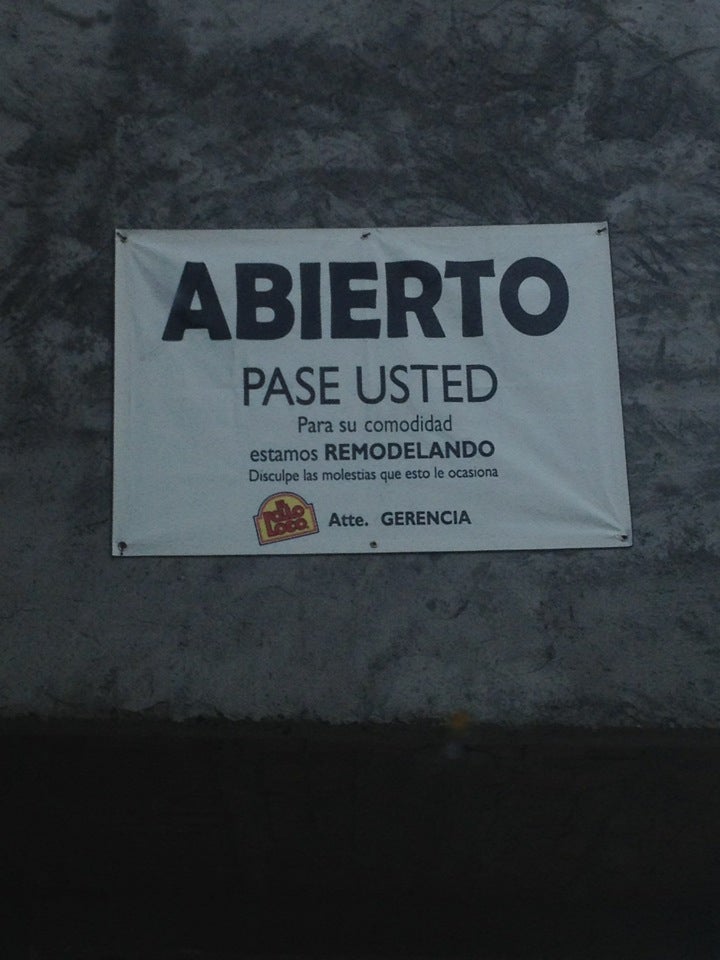 ABIERTO
PASE USTED
Para su comodidad
estamos REMODELANDO
Disculpe las molestias que esto le ocasiona
El Pollo Loco. Atte. GERENCIA